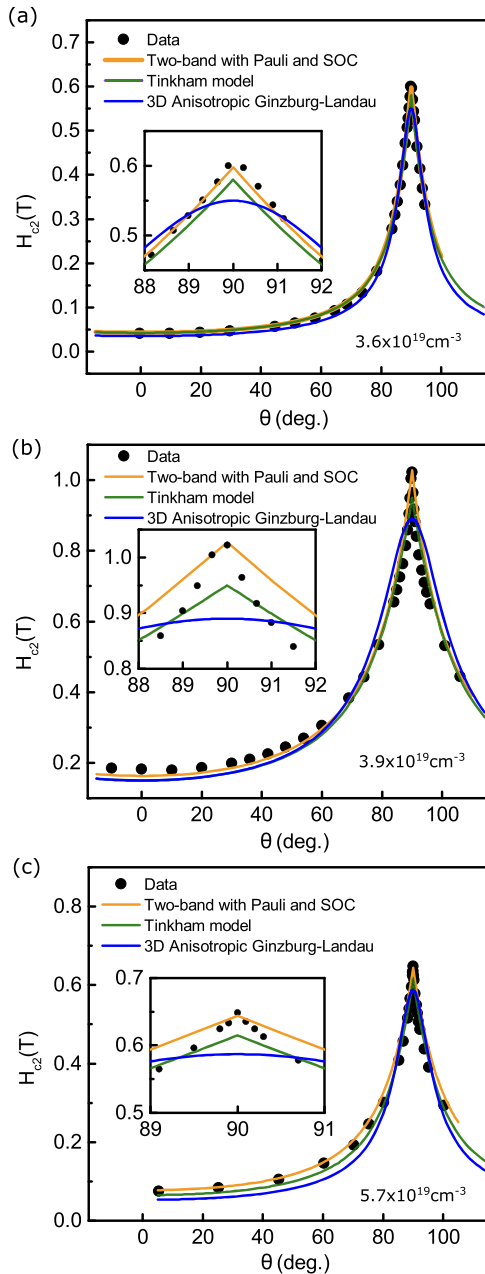 (a)
Data
Two-band with Pauli and SOC
Tinkham model
3D Anisotropic Ginzburg-Landau
0.7
0.6
0.5
0.4
0.3
0.2
0.1
0.0
H_c2(T)
0.6
0.5
88 89 90 91 92
3.6x10^19cm^-3
0 20 40 60 80 100
θ (deg.)
(b)
Data
Two-band with Pauli and SOC
Tinkham model
3D Anisotropic Ginzburg-Landau
1.0
0.8
0.6
0.4
0.2
H_c2(T)
1.0
0.9
0.8
88 89 90 91 92
3.9x10^19cm^-3
0 20 40 60 80 100
θ (deg.)
(c)
Data
Two-band with Pauli and SOC
Tinkham model
3D Anisotropic Ginzburg-Landau
0.8
0.6
0.4
0.2
0.0
H_c2(T)
0.7
0.6
0.5
89 90 91
5.7x10^19cm^-3
0 20 40 60 80 100
θ (deg.)